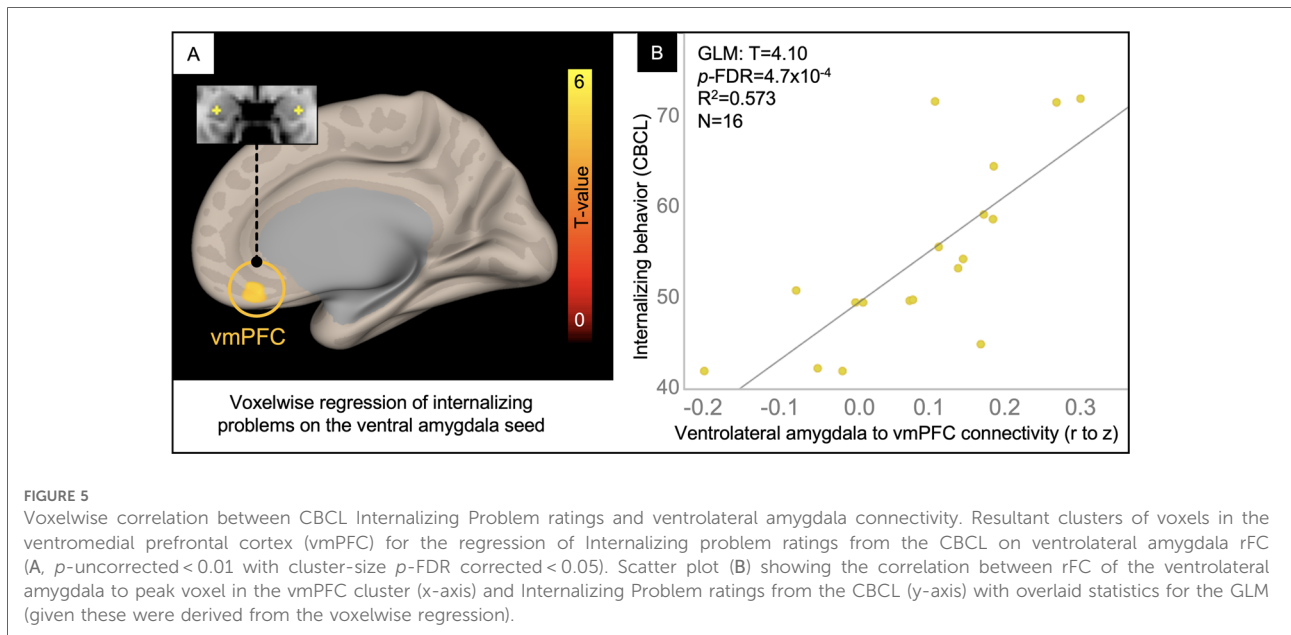 A
6
T-value
0
vmPFC
Voxelwise regression of internalizing
problems on the ventral amygdala seed
B
GLM: T=4.10
p-FDR=4.7x10⁻⁴
R²=0.573
N=16
Internalizing behavior (CBCL)
70
60
50
40
-0.2 -0.1 0.0 0.1 0.2 0.3
Ventrolateral amygdala to vmPFC connectivity (r to z)
FIGURE 5
Voxelwise correlation between CBCL Internalizing Problem ratings and ventrolateral amygdala connectivity. Resultant clusters of voxels in the
ventromedial prefrontal cortex (vmPFC) for the regression of Internalizing problem ratings from the CBCL on ventrolateral amygdala rFC
(A, p-uncorrected < 0.01 with cluster-size p-FDR corrected < 0.05). Scatter plot (B) showing the correlation between rFC of the ventrolateral
amygdala to peak voxel in the vmPFC cluster (x-axis) and Internalizing Problem ratings from the CBCL (y-axis) with overlaid statistics for the GLM
(given these were derived from the voxelwise regression).